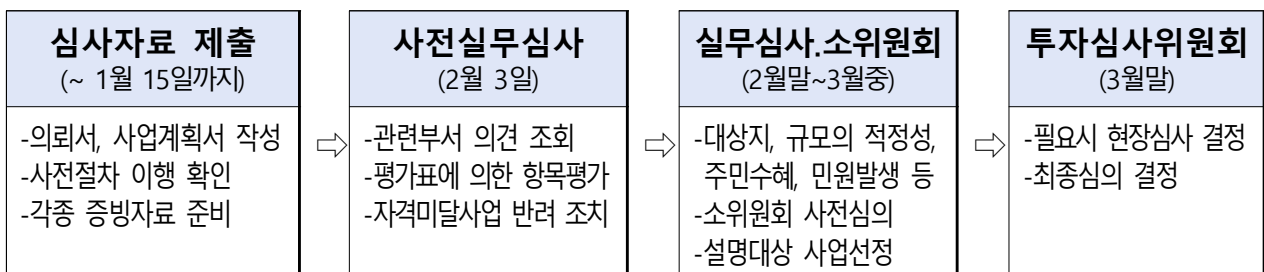 심사자료 제출
(~ 1월 15일까지)
-의뢰서, 사업계획서 작성
-사전절차 이행 확인
-각종 증빙자료 준비
⇨
사전실무심사
(2월 3일)
-관련부서 의견 조회
-평가표에 의한 항목평가
-자격미달사업 반려 조치
⇨
실무심사.소위원회
(2월말~3월중)
-대상지, 규모의 적정성,
주민수혜, 민원발생 등
-소위원회 사전심의
-설명대상 사업선정
⇨
투자심사위원회
(3월말)
-필요시 현장심사 결정
-최종심의 결정